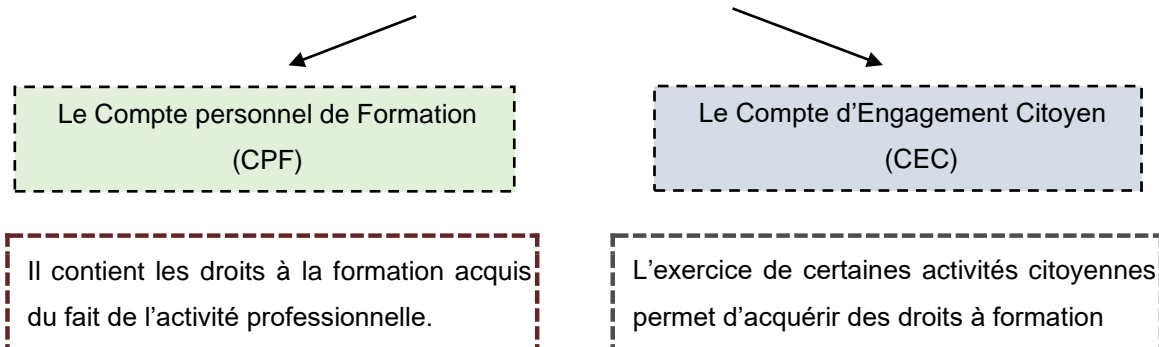 Le Compte personnel de Formation
(CPF)
Le Compte d’Engagement Citoyen
(CEC)
Il contient les droits à la formation acquis
du fait de l’activité professionnelle.
L’exercice de certaines activités citoyennes
permet d’acquérir des droits à formation